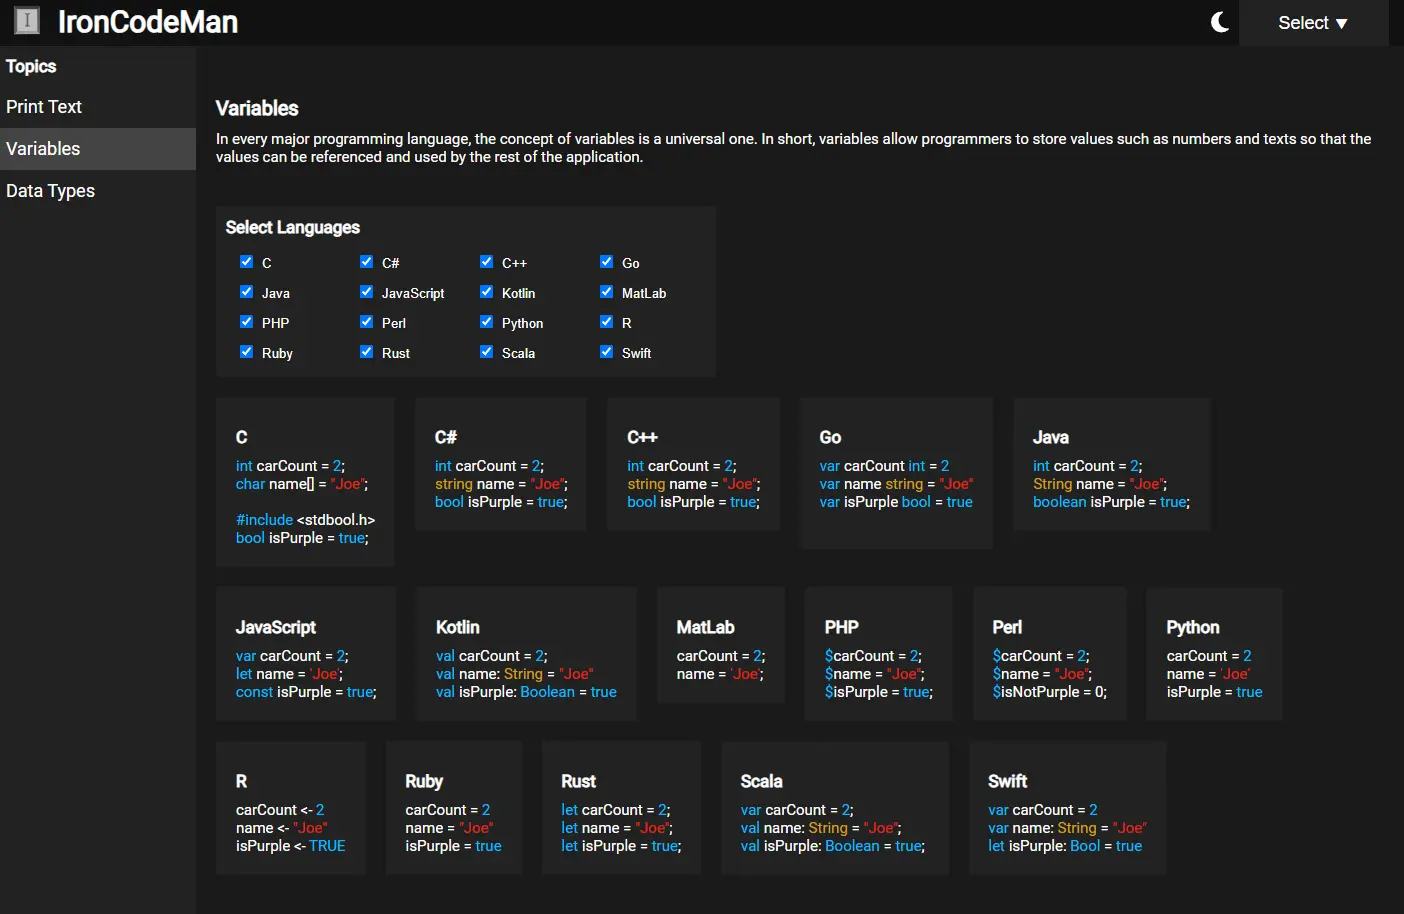 I IronCodeMan
Select ▼
Topics
Print Text
Variables
Data Types
Variables
In every major programming language, the concept of variables is a universal one. In short, variables allow programmers to store values such as numbers and texts so that the
values can be referenced and used by the rest of the application.
Select Languages
C C# C++ Go
Java JavaScript Kotlin MatLab
PHP Perl Python R
Ruby Rust Scala Swift
C
int carCount = 2;
char name[] = "Joe";
#include <stdbool.h>
bool isPurple = true;
C#
int carCount = 2;
string name = "Joe";
bool isPurple = true;
C++
int carCount = 2;
string name = "Joe";
bool isPurple = true;
Go
var carCount int = 2
var name string = "Joe"
var isPurple bool = true
Java
int carCount = 2;
String name = "Joe";
boolean isPurple = true;
JavaScript
var carCount = 2;
let name = 'Joe';
const isPurple = true;
Kotlin
val carCount = 2;
val name: String = "Joe"
val isPurple: Boolean = true
MatLab
carCount = 2;
name = 'Joe';
PHP
$carCount = 2;
$name = "Joe";
$isPurple = true;
Perl
$carCount = 2;
$name = "Joe";
$isNotPurple = 0;
Python
carCount = 2
name = 'Joe'
isPurple = true
R
carCount <- 2
name <- "Joe"
isPurple <- TRUE
Ruby
carCount = 2
name = "Joe"
isPurple = true
Rust
let carCount = 2;
let name = "Joe";
let isPurple = true;
Scala
var carCount = 2;
val name: String = "Joe";
val isPurple: Boolean = true;
Swift
var carCount = 2
var name: String = "Joe"
let isPurple: Bool = true